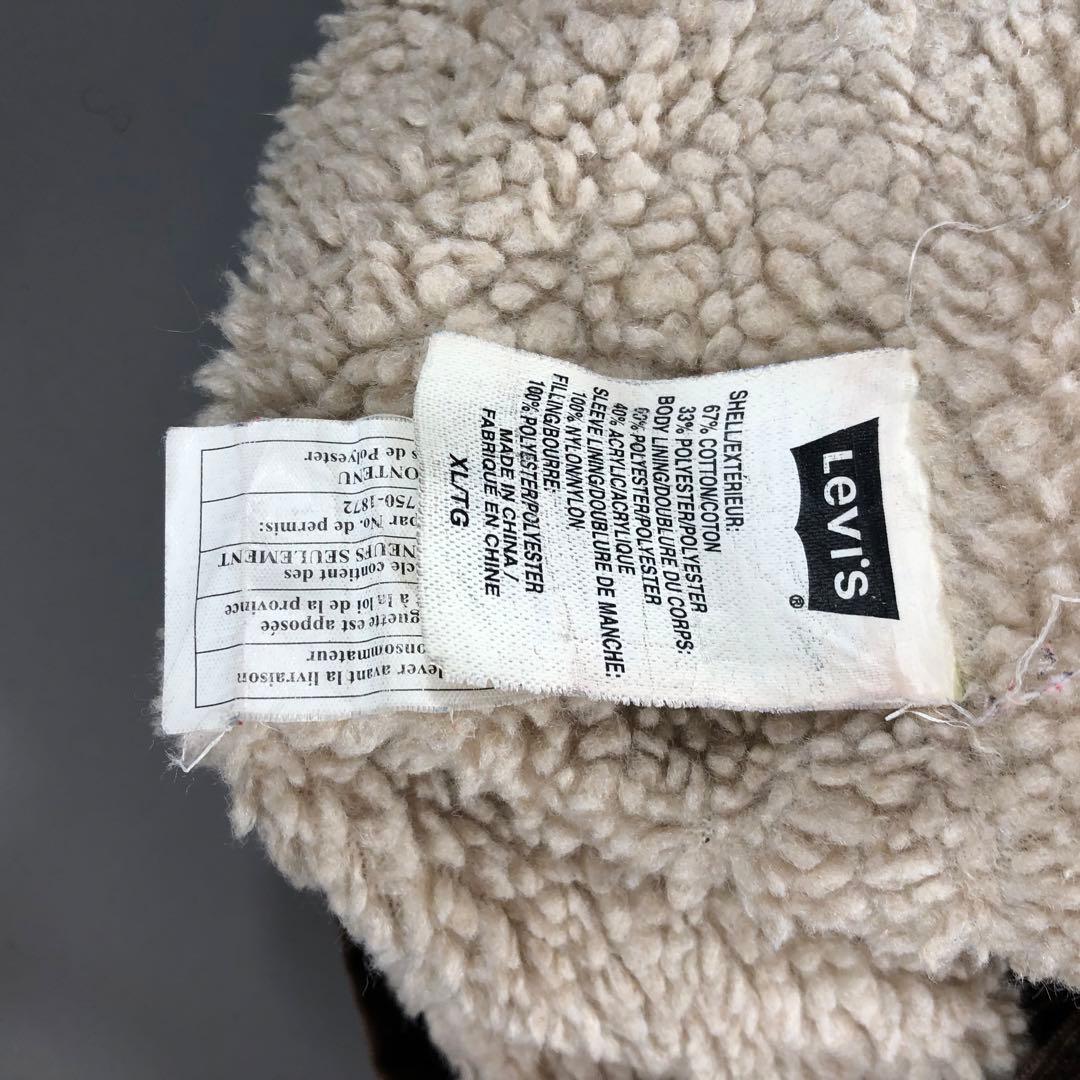 Levi's
®
SHELL/EXTÉRIEUR:
67% COTTON/COTON
33% POLYESTER/POLYESTER
BODY LINING/DOUBLURE DU CORPS:
60% POLYESTER/POLYESTER
40% ACRYLIC/ACRYLIQUE
SLEEVE LINING/DOUBLURE DE MANCHE:
100% NYLON/NYLON
FILLING/BOURRE:
100% POLYESTER/POLYESTER
MADE IN CHINA /
FABRIQUÉ EN CHINE
XL/TG
lever avant la livraison
onsommateur
guette est apposée
à la loi de la province
cle contient des
NEUFS SEULEMENT
par No. de permis:
750-1872
ONTENU
s de Polyester